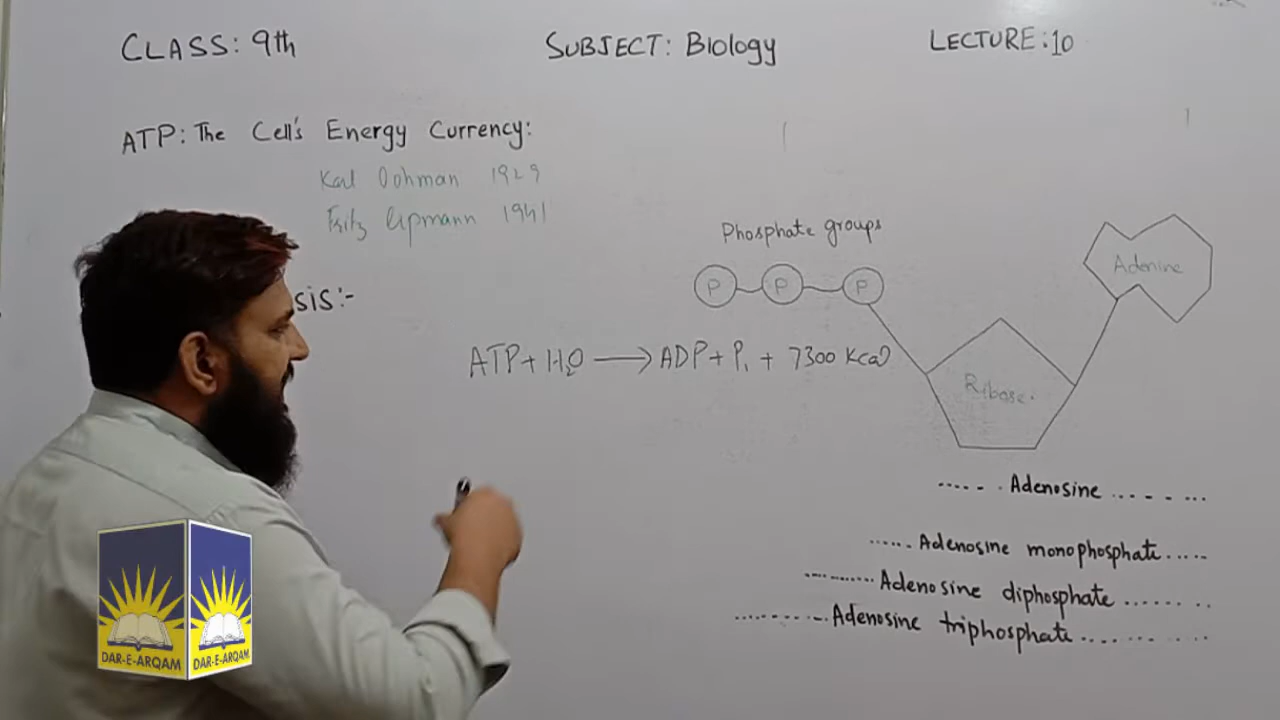 CLASS: 9th
SUBJECT: Biology
LECTURE: 10
ATP: The Cell's Energy Currency:
Karl Oohman 1929
Fritz Lipmann 1941
sis:-
Phosphate groups
P P P
Adenine
ATP + H2O → ADP + Pi + 7300 Kcal
Ribose
...... Adenosine ......
...... Adenosine monophosphate .....
.......... Adenosine diphosphate .......
.......... Adenosine triphosphate ..........
DAR-E-ARQAM DAR-E-ARQAM